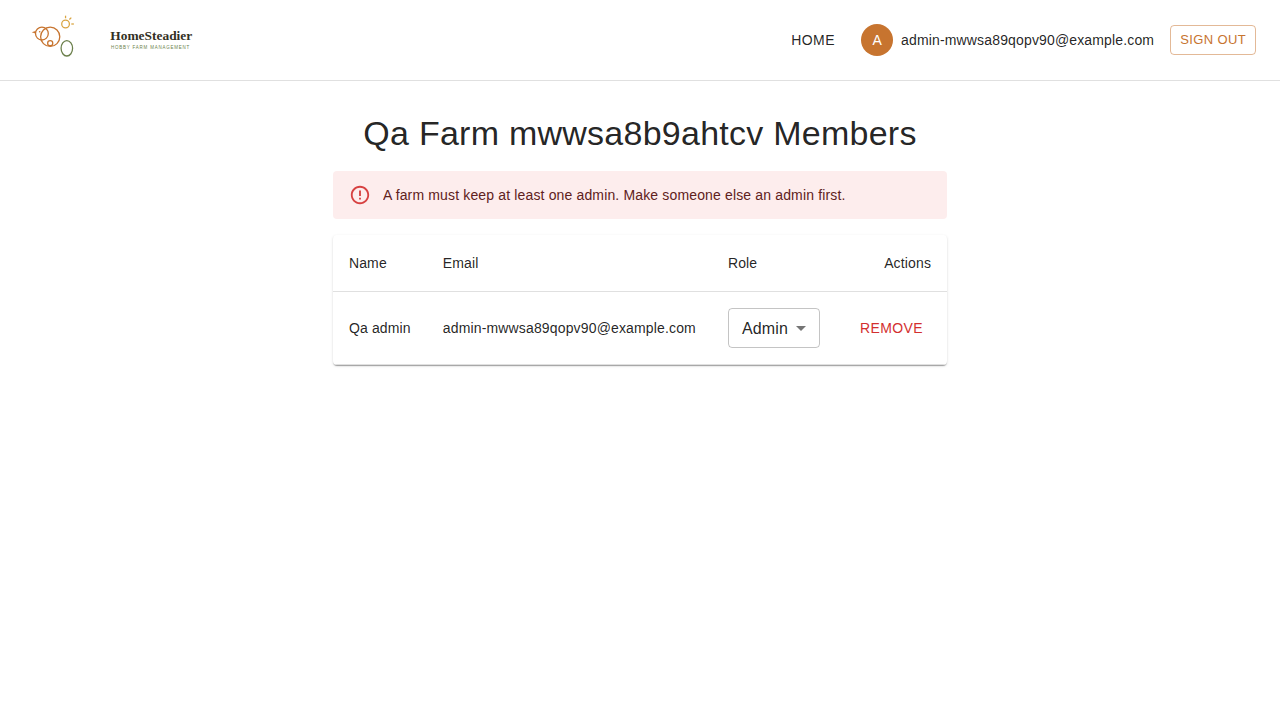 HomeSteadier
HOBBY FARM MANAGEMENT
HOME
A
admin-mwwsa89qopv90@example.com
SIGN OUT
Qa Farm mwwsa8b9ahtcv Members
A farm must keep at least one admin. Make someone else an admin first.
Name Email Role Actions
Qa admin admin-mwwsa89qopv90@example.com Admin REMOVE